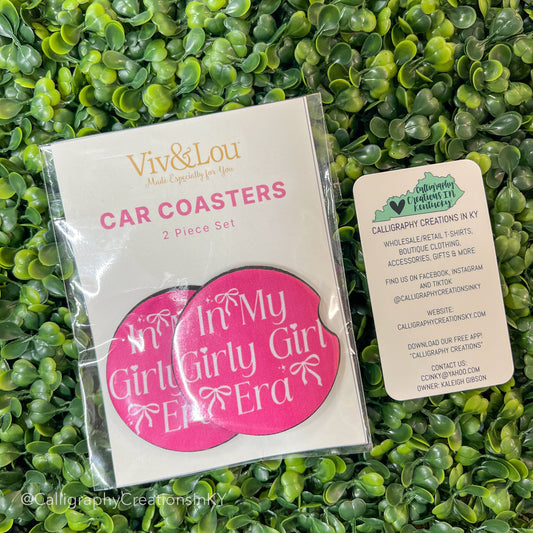 Viv&Lou
Made Especially for You
CAR COASTERS
2 Piece Set
In
Girly
Era
In My
Girly Girl
Era
Calligraphy
Creations In
Kentucky
CALLIGRAPHY CREATIONS IN KY
WHOLESALE/RETAIL T-SHIRTS,
BOUTIQUE CLOTHING,
ACCESSORIES, GIFTS & MORE
FIND US ON FACEBOOK, INSTAGRAM
AND TIKTOK
@CALLIGRAPHYCREATIONSINKY
WEBSITE:
CALLIGRAPHYCREATIONSKY.COM
DOWNLOAD OUR FREE APP!
"CALLIGRAPHY CREATIONS"
CONTACT US:
CCINKY@YAHOO.COM
OWNER: KALEIGH GIBSON
@CalligraphyCreationsInKY